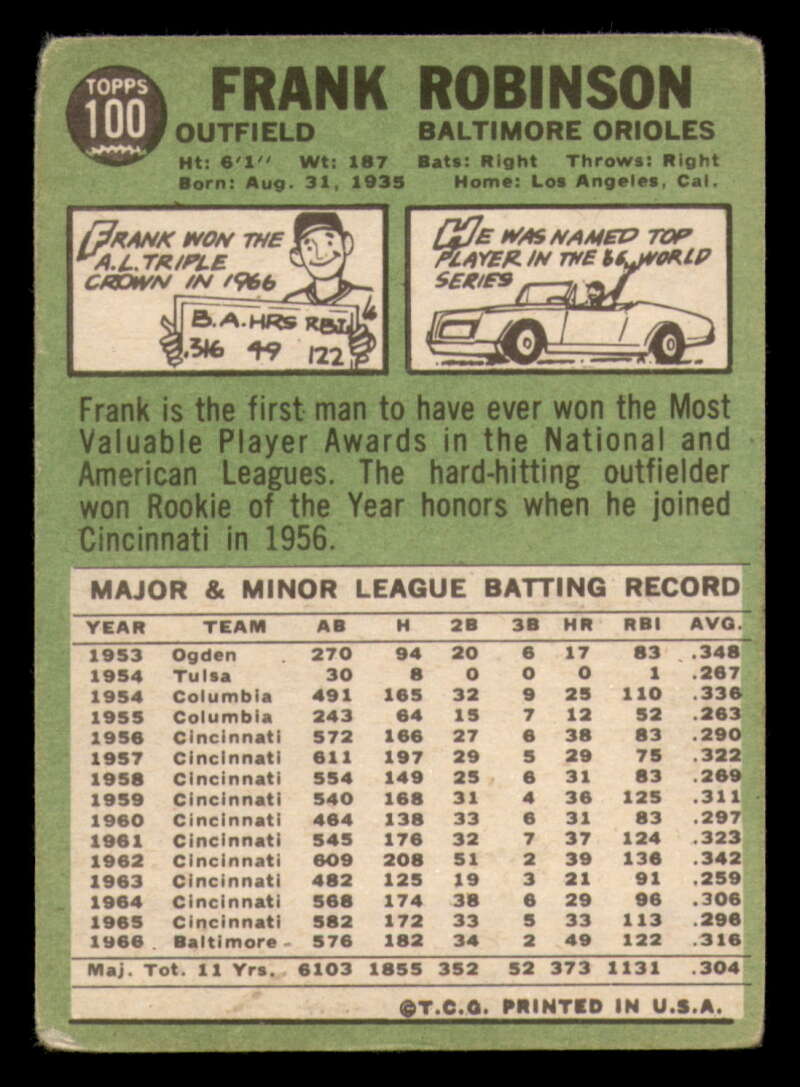 TOPPS
100
FRANK ROBINSON
OUTFIELD BALTIMORE ORIOLES
Ht: 6'1" Wt: 187 Bats: Right Throws: Right
Born: Aug. 31, 1935 Home: Los Angeles, Cal.
FRANK WON THE
A.L. TRIPLE
CROWN IN 1966
B.A. HRS RBI
.316 49 122
HE WAS NAMED TOP
PLAYER IN THE '66 WORLD
SERIES
Frank is the first man to have ever won the Most
Valuable Player Awards in the National and
American Leagues. The hard-hitting outfielder
won Rookie of the Year honors when he joined
Cincinnati in 1956.
MAJOR & MINOR LEAGUE BATTING RECORD
YEAR TEAM AB H 2B 3B HR RBI AVG.
1953 Ogden 270 94 20 6 17 83 .348
1954 Tulsa 30 8 0 0 0 1 .267
1954 Columbia 491 165 32 9 25 110 .336
1955 Columbia 243 64 15 7 12 52 .263
1956 Cincinnati 572 166 27 6 38 83 .290
1957 Cincinnati 611 197 29 5 29 75 .322
1958 Cincinnati 554 149 25 6 31 83 .269
1959 Cincinnati 540 168 31 4 36 125 .311
1960 Cincinnati 464 138 33 6 31 83 .297
1961 Cincinnati 545 176 32 7 37 124 .323
1962 Cincinnati 609 208 51 2 39 136 .342
1963 Cincinnati 482 125 19 3 21 91 .259
1964 Cincinnati 568 174 38 6 29 96 .306
1965 Cincinnati 582 172 33 5 33 113 .296
1966 Baltimore 576 182 34 2 49 122 .316
Maj. Tot. 11 Yrs. 6103 1855 352 52 373 1131 .304
©T.C.G. PRINTED IN U.S.A.